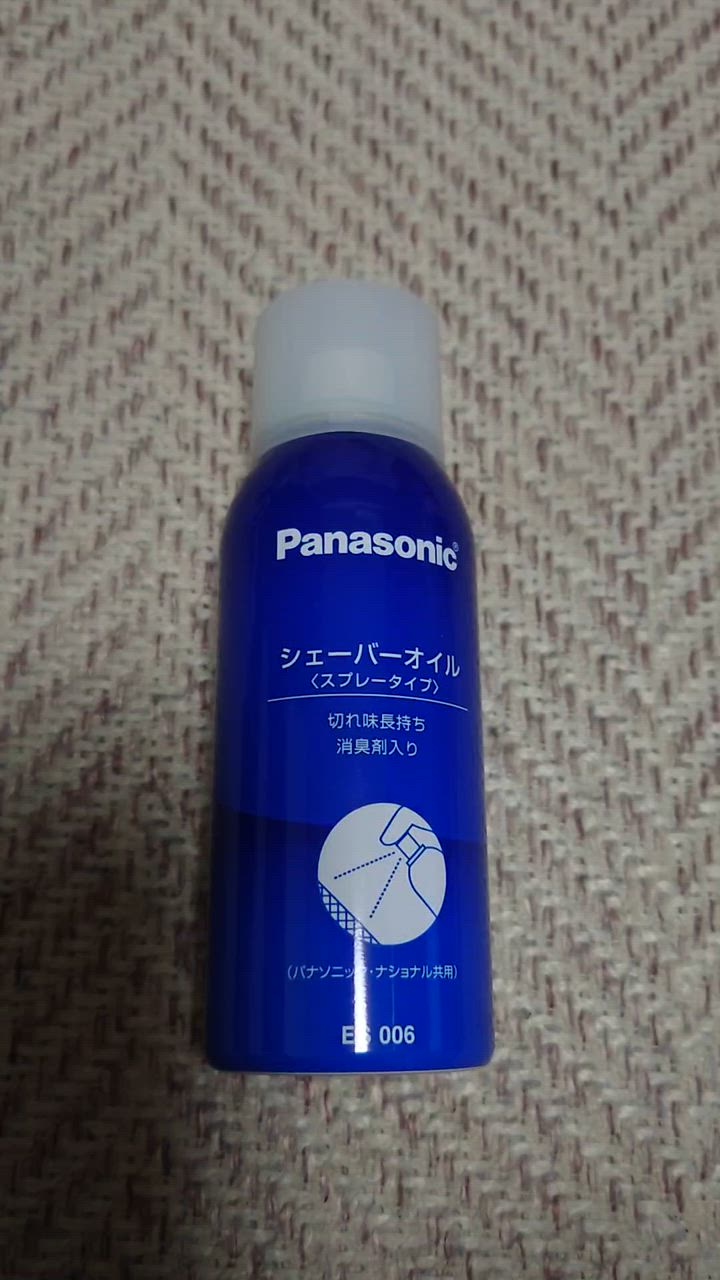 Panasonic®
シェーバーオイル
〈スプレータイプ〉
切れ味長持ち
消臭剤入り
(パナソニック・ナショナル共用)
ES 006